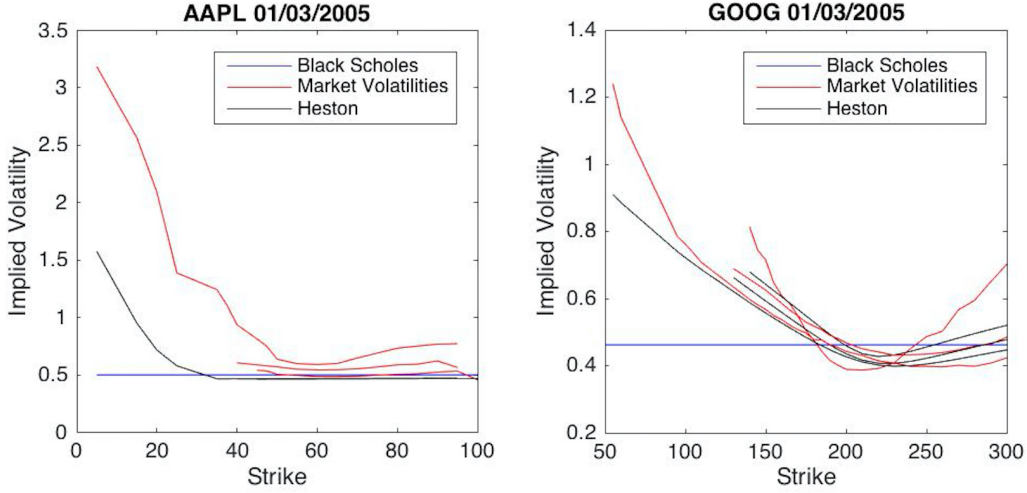 AAPL 01/03/2005
3.5
3
2.5
2
1.5
1
0.5
0
Implied Volatility
Black Scholes
Market Volatilities
Heston
0 20 40 60 80 100
Strike
GOOG 01/03/2005
1.4
1.2
1
0.8
0.6
0.4
0.2
Implied Volatility
Black Scholes
Market Volatilities
Heston
50 100 150 200 250 300
Strike